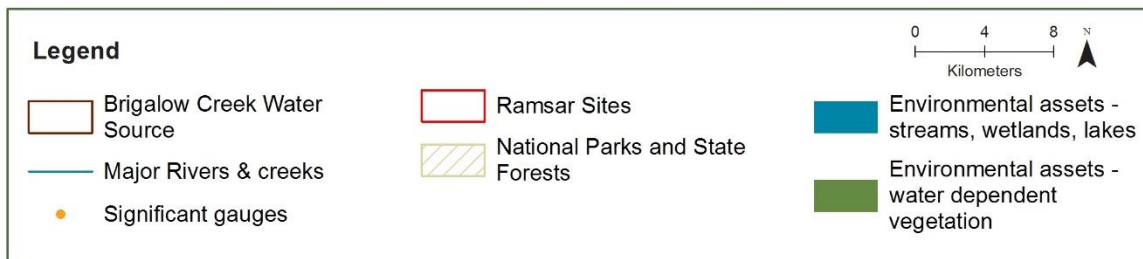 Legend
Brigalow Creek Water
Source
Major Rivers & creeks
Significant gauges
Ramsar Sites
National Parks and State
Forests
0 4 8
Kilometers
N
Environmental assets -
streams, wetlands, lakes
Environmental assets -
water dependent
vegetation